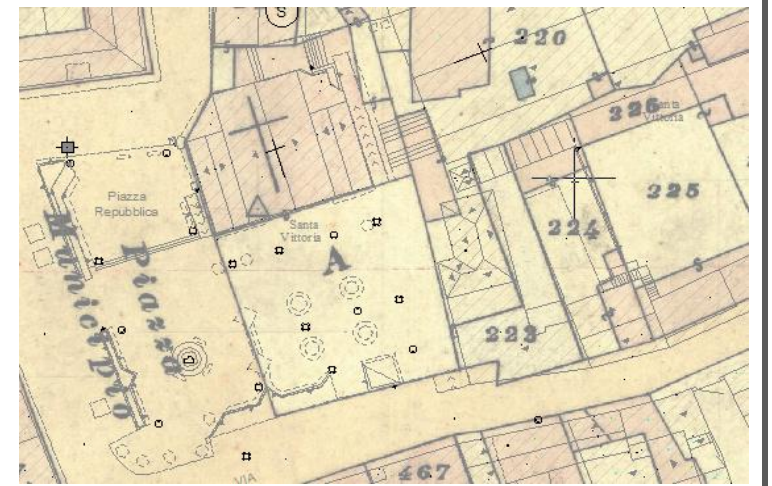 S
220
226
Santa
Vittoria
225
Piazza
Repubblica
224
Santa
Vittoria
A
Piazza
Municipio
223
467
VIA